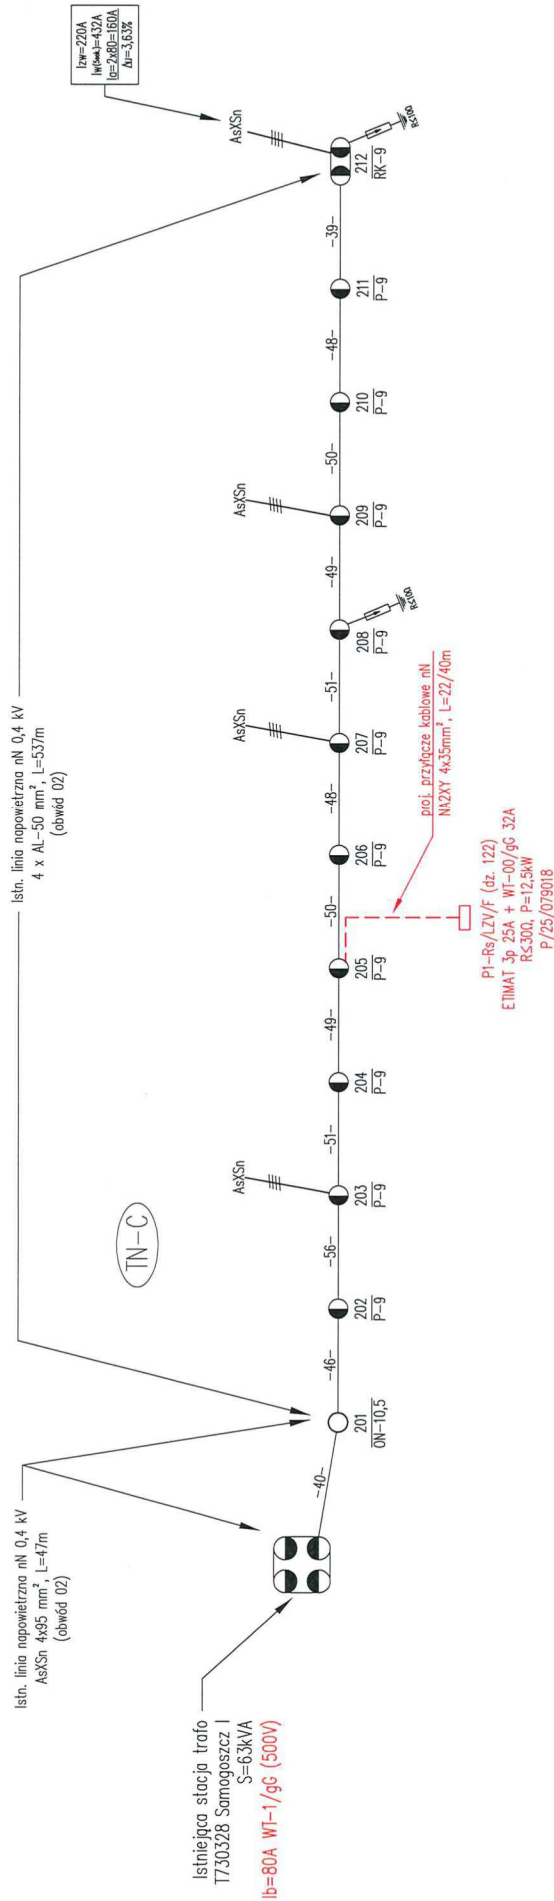 Istn. linia napowietrzna nN 0,4 kV
AsXSn 4x95 mm², L=47m
(obwód 02)
Istn. linia napowietrzna nN 0,4 kV
4 x AL-50 mm², L=537m
(obwód 02)
Izw=220A
Iw(5sek)=432A
Ia=2x80=160A
Δu=3,63%
TN-C
Istniejąca stacja trafo
T730328 Samogoszcz I
S=63kVA
Ib=80A WT-1/gG (500V)
-40-
201
ON-10,5
-46-
202
P-9
-56-
AsXSn
203
P-9
-51-
204
P-9
-49-
205
P-9
-50-
206
P-9
-48-
AsXSn
207
P-9
-51-
208
P-9
R≤10Ω
-49-
AsXSn
209
P-9
-50-
210
P-9
-48-
211
P-9
-39-
AsXSn
212
RK-9
R≤10Ω
proj. przyłącze kablowe nN
NA2XY 4x35mm², L=22/40m
P1-Rs/LZV/F (dz. 122)
ETIMAT 3p 25A + WT-00/gG 32A
R≤30Ω, P=12,5kW
P/25/079018